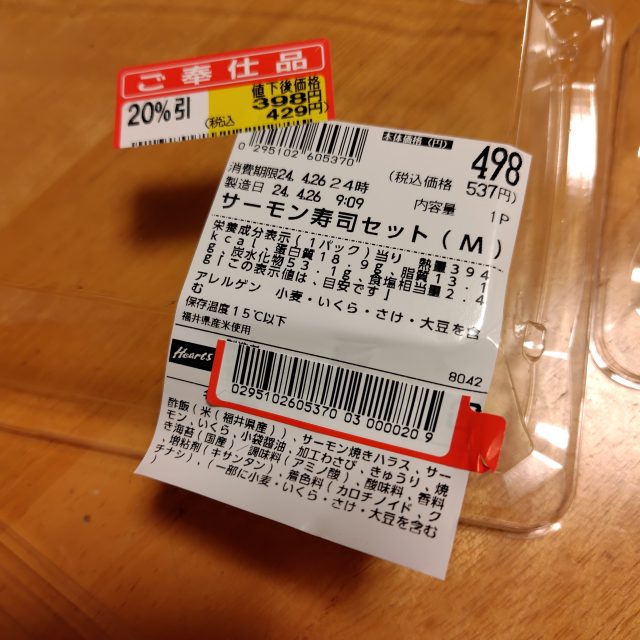 ご奉仕品
20%引
値下後価格
398円
(税込 429円)
0 295102 605370
本体価格(円)
498
消費期限24. 4.26 24時
(税込価格 537円)
製造日 24. 4.26 9:09
内容量 1P
サーモン寿司セット(M)
栄養成分表示(1パック)当り 熱量394
kcal、蛋白質18.9g、脂質13.1
g、炭水化物53.1g、食塩相当量2.4
g「この表示値は、目安です」
アレルゲン 小麦・いくら・さけ・大豆を含
む
保存温度15℃以下
福井県産米使用
Hearts
8042
0295102605370 03 000020 9
酢飯(米(福井県産))、サーモン焼きハラス、サー
モン、いくら、小袋醤油、加工わさび、きゅうり、焼
き海苔(国産)、調味料(アミノ酸)、酸味料、香料
、増粘剤(キサンタン)、着色料(カロチノイド、ク
チナシ)、(一部に小麦・いくら・さけ・大豆を含む
)